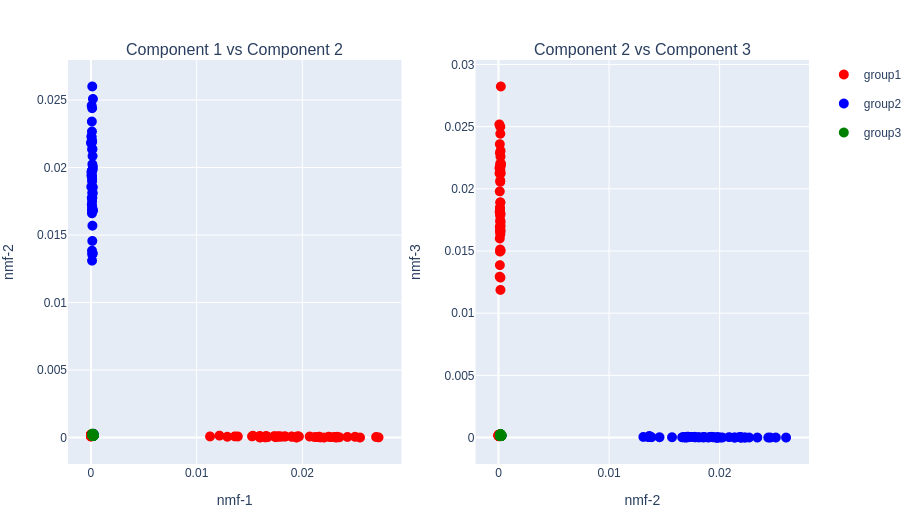 Component 1 vs Component 2
Component 2 vs Component 3
0.025
0.02
0.015
0.01
0.005
0
nmf-2
0
0.01
0.02
nmf-1
0.03
0.025
0.02
0.015
0.01
0.005
0
nmf-3
0
0.01
0.02
nmf-2
group1
group2
group3